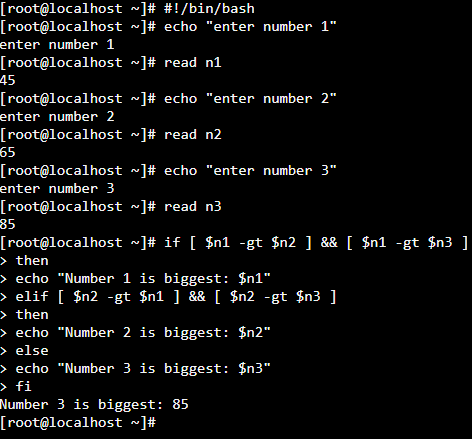 [root@localhost ~]# #!/bin/bash
[root@localhost ~]# echo "enter number 1"
enter number 1
[root@localhost ~]# read n1
45
[root@localhost ~]# echo "enter number 2"
enter number 2
[root@localhost ~]# read n2
65
[root@localhost ~]# echo "enter number 3"
enter number 3
[root@localhost ~]# read n3
85
[root@localhost ~]# if [ $n1 -gt $n2 ] && [ $n1 -gt $n3 ]
> then
> echo "Number 1 is biggest: $n1"
> elif [ $n2 -gt $n1 ] && [ $n2 -gt $n3 ]
> then
> echo "Number 2 is biggest: $n2"
> else
> echo "Number 3 is biggest: $n3"
> fi
Number 3 is biggest: 85
[root@localhost ~]#